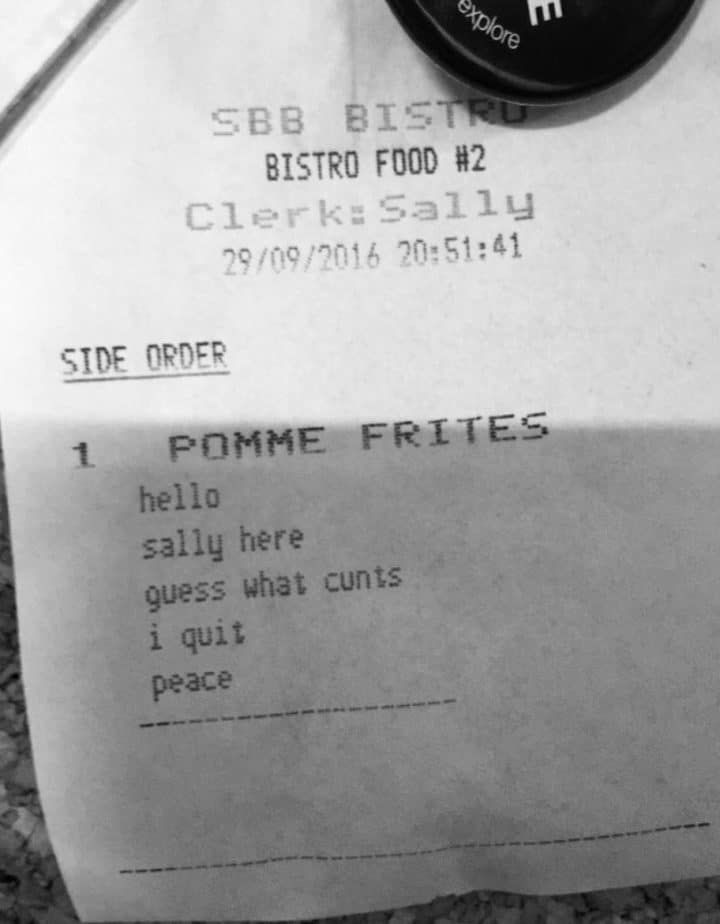 explore
E
SBB BISTRO
BISTRO FOOD #2
Clerk:Sally
29/09/2016 20:51:41
SIDE ORDER
1 POMME FRITES
hello
sally here
guess what cunts
i quit
peace